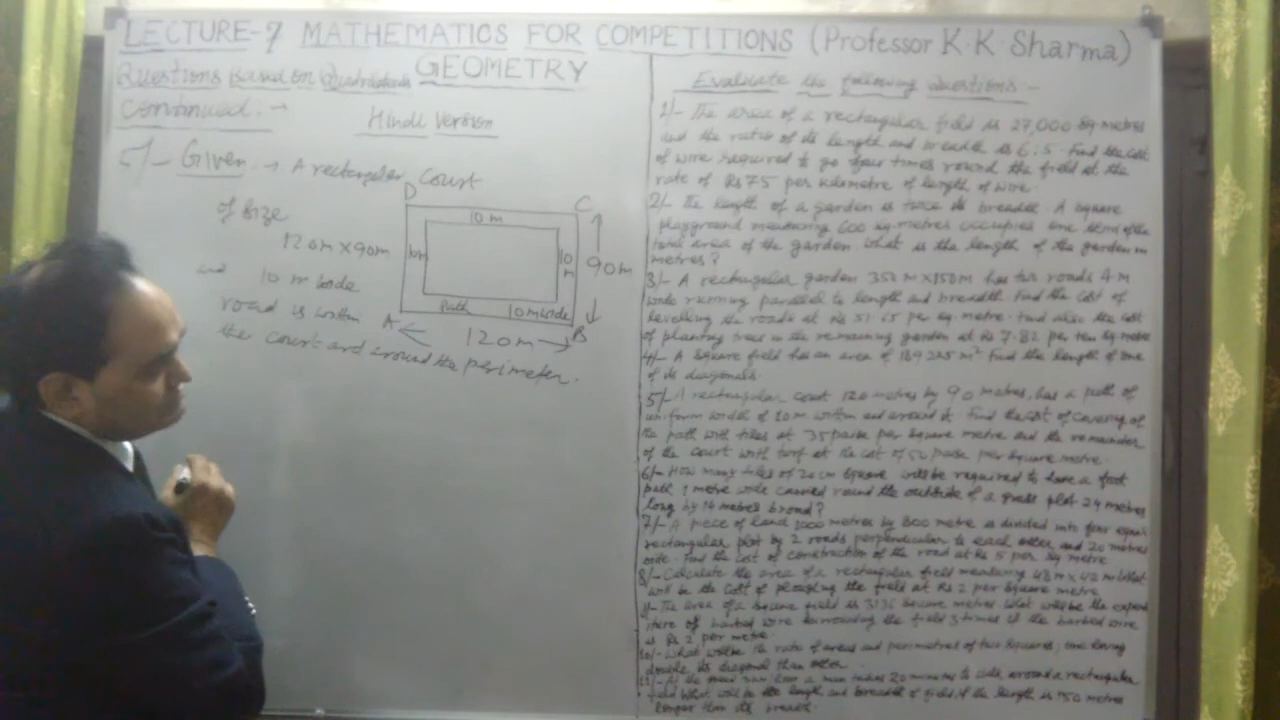 LECTURE-7 MATHEMATICS FOR COMPETITIONS (Professor K.K. Sharma)
GEOMETRY
Questions Based on Quadrilaterals
Continued :-
Hindi Version
5/- Given :- A rectangular Court
of size
120m X 90m
and 10 m wide
road is within
the court and around the perimeter.
D C
10 m
10m 10 m 90m
Path 10m wide
A B
120m
Evaluate the following Questions :-
1/- The area of a rectangular field is 27,000 sq metres
and the ratio of its length and breadth is 6:5. Find the cost
of wire required to go four times round the field at the
rate of Rs 75 per kilometre of length of wire.
2/- The length of a garden is twice its breadth. A square
playground measuring 600 sq. metres occupies one third of the
total area of the garden. What is the length of the garden in
metres?
3/- A rectangular garden 350 m X 150 m has two roads 4 m
wide running parallel to length and breadth. Find the cost of
levelling the roads at Rs 51.65 per sq metre. Find also the cost
of planting trees in the remaining garden at Rs 7.82 per ten sq metre
4/- A square field has an area of m² Find the length of one
of its diagonals.
5/- A rectangular court 120 metres by 90 metres, has a path of
uniform width of 10 m within and around it. Find the cost of covering of
the path with tiles at 35 paise per square metre and the remainder
of the court with turf at the cost of 50 paise per square metre.
6/- How many tiles of 20 cm square will be required to have a foot
path 1 metre wide carried round the outside of a grass plot 24 metres
long by 14 metres broad?
7/- A piece of land 1000 metres by 800 metre is divided into four equal
rectangular plot by 2 roads perpendicular to each other and 20 metres
wide. Find the cost of construction of the road at Rs 5 per sq metre
8/- Calculate the area of a rectangular field measuring 48 m X 42 m. What
will be the cost of ploughing the field at Rs 2 per square metre
9/- The area of a square field is 3136 square metres. What will be the expend
iture of barbed wire surrounding the field 3 times if the barbed wire
is Rs 2 per metre.
10/- What will be the ratio of areas and perimetres of two squares, one having
double its diagonal than other.
11/- At the a man takes 20 minutes to walk around a rectangular
field. What will be the length and breadth of field, if the length is 150 metres
longer than its breadth.